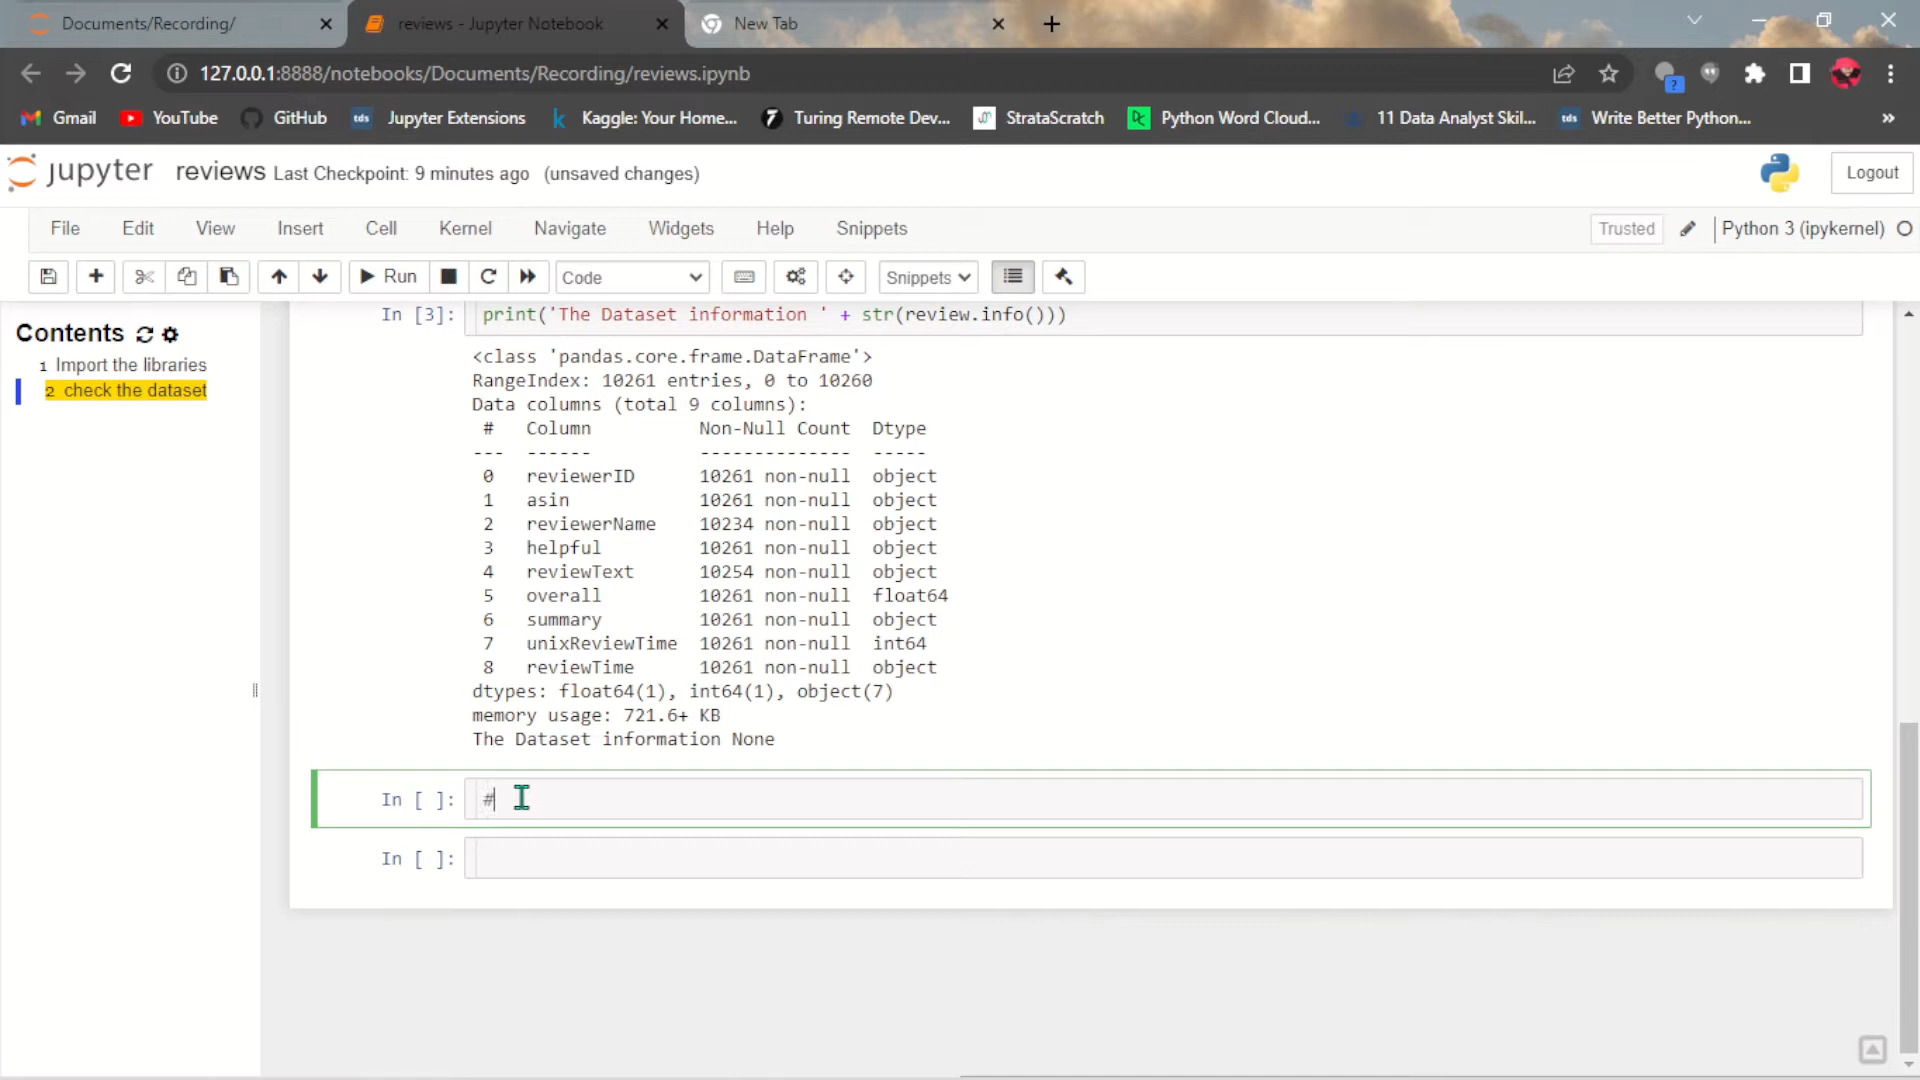 Documents/Recording/
reviews - Jupyter Notebook
New Tab
127.0.0.1:8888/notebooks/Documents/Recording/reviews.ipynb
?
Gmail
YouTube
GitHub
tds Jupyter Extensions
k Kaggle: Your Home...
7 Turing Remote Dev...
StrataScratch
Python Word Cloud...
11 Data Analyst Skil...
tds Write Better Python...
»
jupyter reviews Last Checkpoint: 9 minutes ago (unsaved changes)
Logout
File Edit View Insert Cell Kernel Navigate Widgets Help Snippets
Trusted
Python 3 (ipykernel)
Run
Code
Snippets
Contents
1 Import the libraries
2 check the dataset
In [3]: print('The Dataset information ' + str(review.info()))
<class 'pandas.core.frame.DataFrame'>
RangeIndex: 10261 entries, 0 to 10260
Data columns (total 9 columns):
# Column Non-Null Count Dtype
--- ------ -------------- -----
0 reviewerID 10261 non-null object
1 asin 10261 non-null object
2 reviewerName 10234 non-null object
3 helpful 10261 non-null object
4 reviewText 10254 non-null object
5 overall 10261 non-null float64
6 summary 10261 non-null object
7 unixReviewTime 10261 non-null int64
8 reviewTime 10261 non-null object
dtypes: float64(1), int64(1), object(7)
memory usage: 721.6+ KB
The Dataset information None
In [ ]: #
In [ ]: